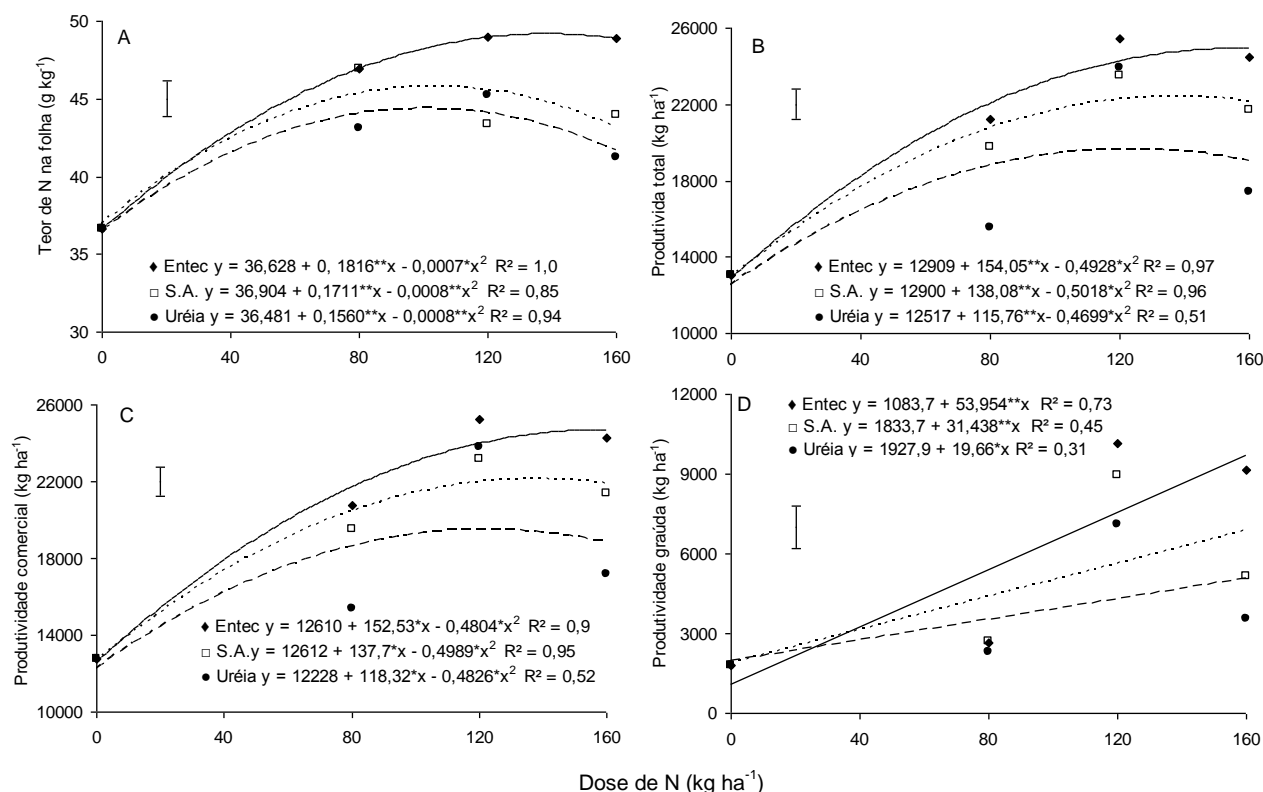 A
Teor de N na folha (g kg⁻¹)
50
45
40
35
30
0 40 80 120 160
Entec y = 36,628 + 0, 1816**x - 0,0007*x² R² = 1,0
S.A. y = 36,904 + 0,1711**x - 0,0008**x² R² = 0,85
Uréia y = 36,481 + 0,1560**x - 0,0008**x² R² = 0,94
B
Produtivida total (kg ha⁻¹)
26000
22000
18000
14000
10000
0 40 80 120 160
Entec y = 12909 + 154,05**x - 0,4928*x² R² = 0,97
S.A. y = 12900 + 138,08**x - 0,5018*x² R² = 0,96
Uréia y = 12517 + 115,76**x- 0,4699*x² R² = 0,51
C
Produtividade comercial (kg ha⁻¹)
26000
22000
18000
14000
10000
0 40 80 120 160
Entec y = 12610 + 152,53*x - 0,4804*x² R² = 0,9
S.A.y = 12612 + 137,7*x - 0,4989*x² R² = 0,95
Uréia y = 12228 + 118,32*x - 0,4826*x² R² = 0,52
D
Produtividade graúda (kg ha⁻¹)
12000
9000
6000
3000
0
0 40 80 120 160
Entec y = 1083,7 + 53,954**x R² = 0,73
S.A. y = 1833,7 + 31,438**x R² = 0,45
Uréia y = 1927,9 + 19,66*x R² = 0,31
Dose de N (kg ha⁻¹)